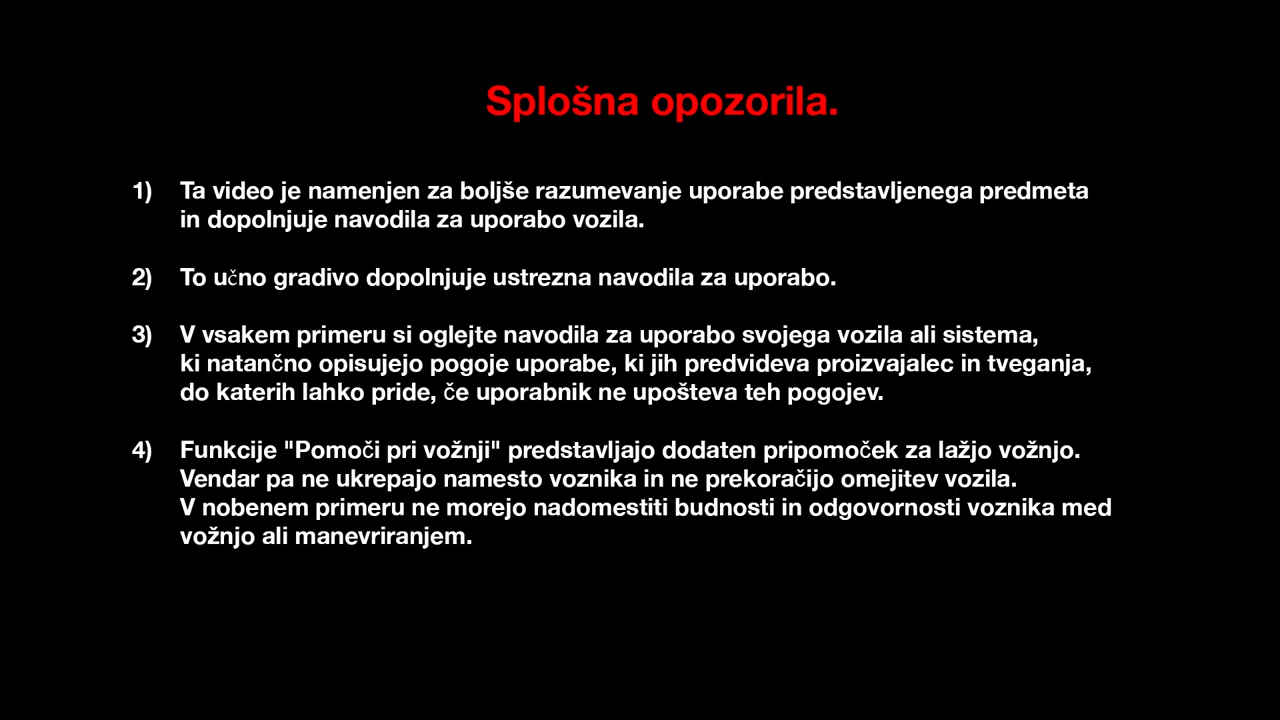 Splošna opozorila.
1) Ta video je namenjen za boljše razumevanje uporabe predstavljenega predmeta
in dopolnjuje navodila za uporabo vozila.
2) To učno gradivo dopolnjuje ustrezna navodila za uporabo.
3) V vsakem primeru si oglejte navodila za uporabo svojega vozila ali sistema,
ki natančno opisujejo pogoje uporabe, ki jih predvideva proizvajalec in tveganja,
do katerih lahko pride, če uporabnik ne upošteva teh pogojev.
4) Funkcije "Pomoči pri vožnji" predstavljajo dodaten pripomoček za lažjo vožnjo.
Vendar pa ne ukrepajo namesto voznika in ne prekoračijo omejitev vozila.
V nobenem primeru ne morejo nadomestiti budnosti in odgovornosti voznika med
vožnjo ali manevriranjem.